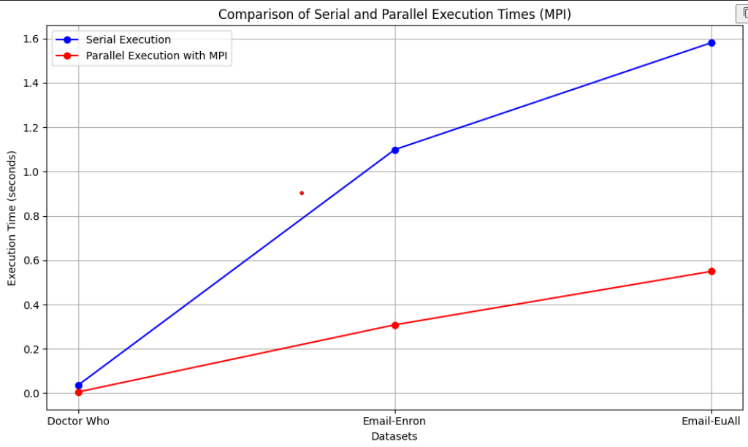 Comparison of Serial and Parallel Execution Times (MPI)
Serial Execution
Parallel Execution with MPI
Execution Time (seconds)
1.6
1.4
1.2
1.0
0.8
0.6
0.4
0.2
0.0
Doctor Who
Email-Enron
Email-EuAll
Datasets